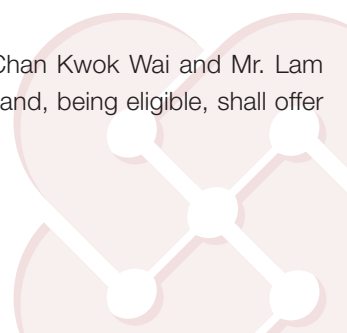 Chan Kwok Wai and Mr. Lam
and, being eligible, shall offer